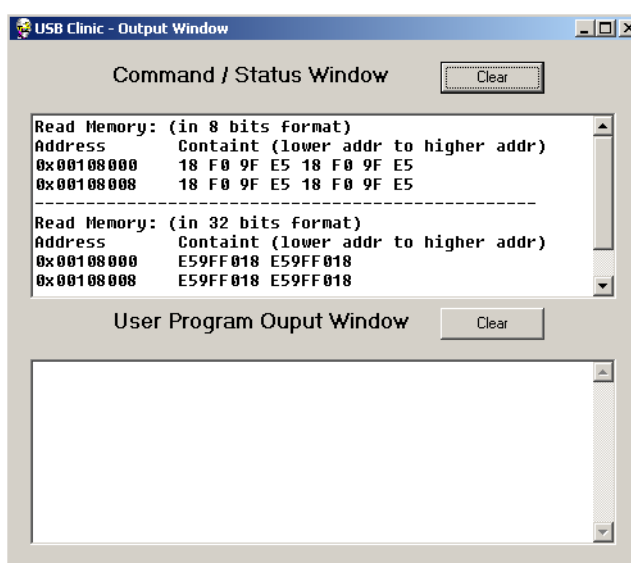 USB Clinic - Output Window
Command / Status Window
Clear
Read Memory: (in 8 bits format)
Address Containt (lower addr to higher addr)
0x00108000 18 F0 9F E5 18 F0 9F E5
0x00108008 18 F0 9F E5 18 F0 9F E5
-----------------------------------------------------
Read Memory: (in 32 bits format)
Address Containt (lower addr to higher addr)
0x00108000 E59FF018 E59FF018
0x00108008 E59FF018 E59FF018
User Program Ouput Window
Clear